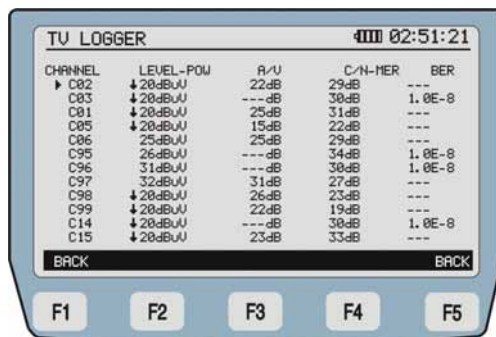 TV LOGGER 02:51:21
CHANNEL LEVEL-POW A/V C/N-MER BER
C02 ↓20dBuV 22dB 29dB ---
C03 ↓20dBuV ---dB 30dB 1.0E-8
C01 ↓20dBuV 25dB 31dB ---
C05 ↓20dBuV 15dB 22dB ---
C06 25dBuV 25dB 29dB ---
C95 26dBuV ---dB 34dB 1.0E-8
C96 31dBuV ---dB 30dB 1.0E-8
C97 32dBuV 31dB 27dB ---
C98 ↓20dBuV 26dB 23dB ---
C99 ↓20dBuV 22dB 19dB ---
C14 ↓20dBuV ---dB 30dB 1.0E-8
C15 ↓20dBuV 23dB 33dB ---
BACK BACK
F1 F2 F3 F4 F5